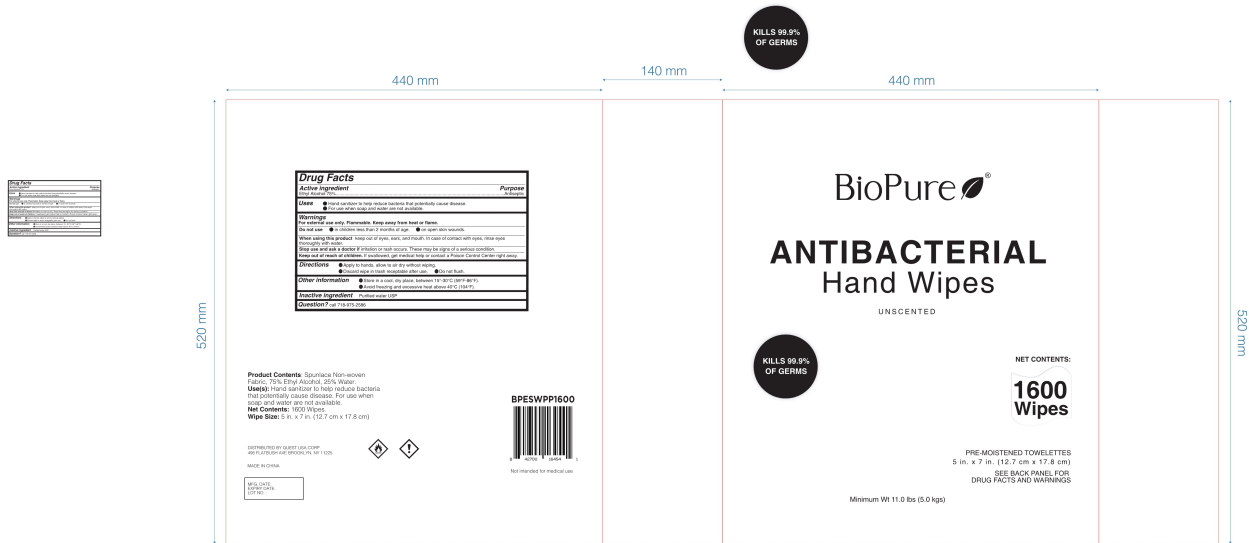 KILLS 99.9%
OF GERMS
440 mm
140 mm
440 mm
520 mm
520 mm
Drug Facts
Active ingredient Purpose
Ethyl Alcohol 75% Antiseptic
Uses ● Hand sanitizer to help reduce bacteria that potentially cause disease.
● For use when soap and water are not available.
Warnings
For external use only. Flammable. Keep away from heat or flame.
Do not use ● in children less than 2 months of age. ● on open skin wounds.
When using this product keep out of eyes, ears, and mouth. In case of contact with eyes, rinse eyes
thoroughly with water.
Stop use and ask a doctor if irritation or rash occurs. These may be signs of a serious condition.
Keep out of reach of children. If swallowed, get medical help or contact a Poison Control Center right away.
Directions ● Apply to hands, allow to air dry without wiping.
● Discard wipe in trash receptable after use. ● Do not flush.
Other information ● Store in a cool, dry place, between 15°-30°C (59°F-86°F).
● Avoid freezing and excessive heat above 40°C (104°F).
Inactive ingredient Purified water USP
Question? call 718-975-2586
Product Contents: Spunlace Non-woven
Fabric, 75% Ethyl Alcohol, 25% Water.
Use(s): Hand sanitizer to help reduce bacteria
that potentially cause disease. For use when
soap and water are not available.
Net Contents: 1600 Wipes.
Wipe Size: 5 in. x 7 in. (12.7 cm x 17.8 cm)
DISTRIBUTED BY QUEST USA CORP.
495 FLATBUSH AVE BROOKLYN, NY 11225
MADE IN CHINA
MFG. DATE
EXPIRY DATE
LOT NO.
BPESWPP1600
Not intended for medical use
BioPure®
ANTIBACTERIAL
Hand Wipes
UNSCENTED
KILLS 99.9%
OF GERMS
NET CONTENTS:
1600
Wipes
PRE-MOISTENED TOWELETTES
5 in. x 7 in. (12.7 cm x 17.8 cm)
SEE BACK PANEL FOR
DRUG FACTS AND WARNINGS
Minimum Wt 11.0 lbs (5.0 kgs)
Drug Facts